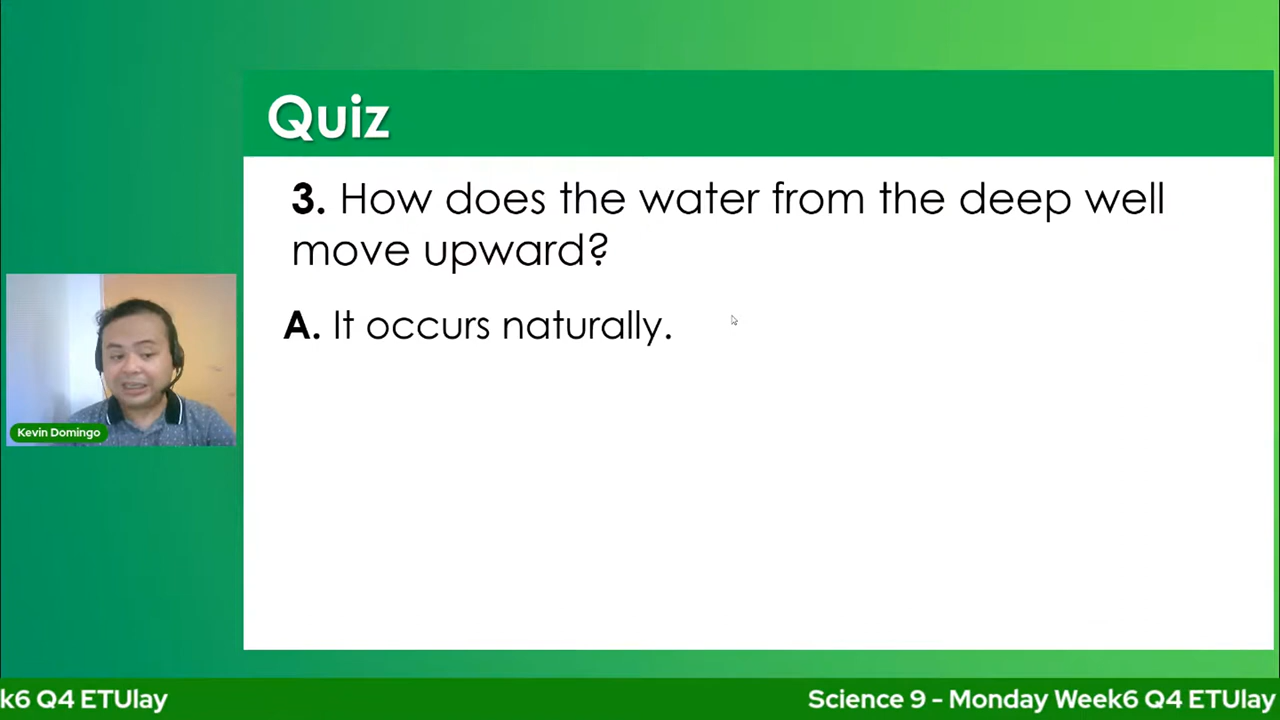 Quiz
3. How does the water from the deep well
move upward?
A. It occurs naturally.
Kevin Domingo
k6 Q4 ETUlay
Science 9 - Monday Week6 Q4 ETUlay